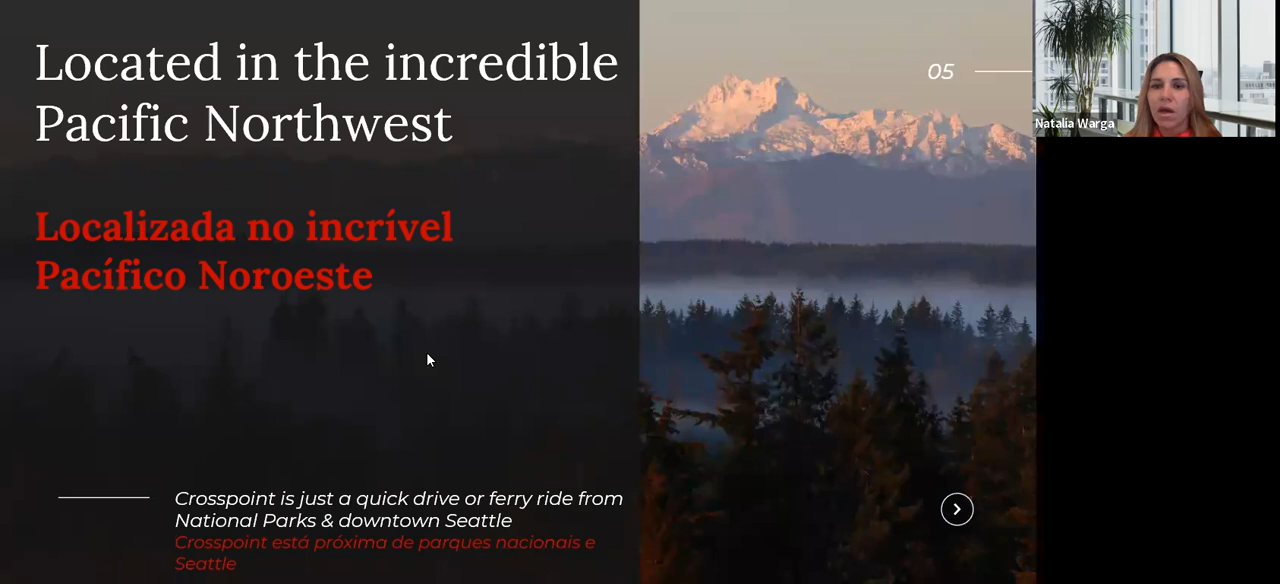 Located in the incredible
Pacific Northwest
05
Natalia Warga
Localizada no incrível
Pacífico Noroeste
Crosspoint is just a quick drive or ferry ride from
National Parks & downtown Seattle
Crosspoint está próxima de parques nacionais e
Seattle